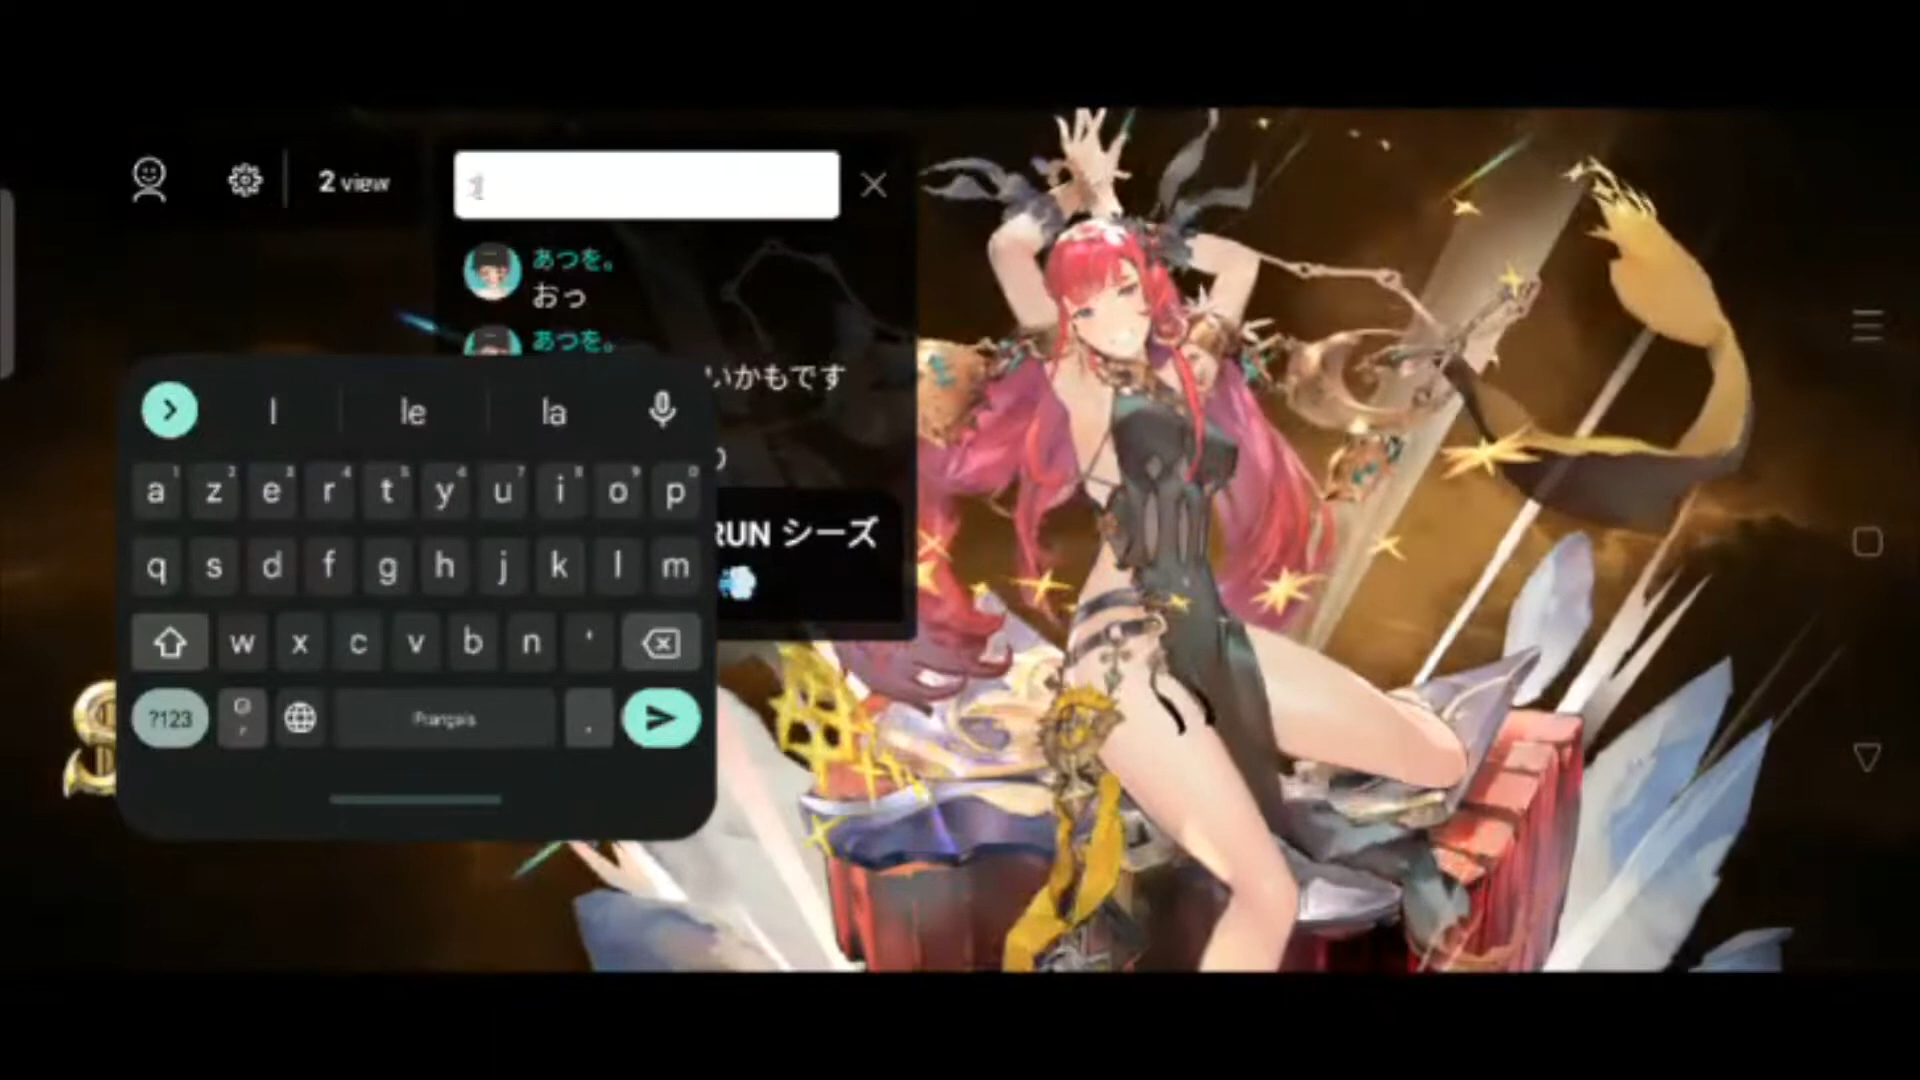 2 view
あつを。
おっ
あつを。
いかもです
l le la
a z e r t y u i o p
q s d f g h j k l m
w x c v b n '
?123 , Français .
RUN シーズ